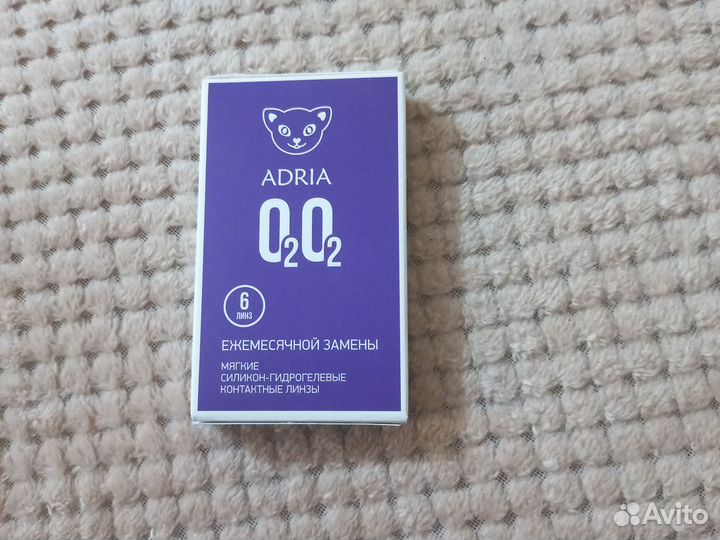 ADRIA
O2O2
6
ЛИНЗ
ЕЖЕМЕСЯЧНОЙ ЗАМЕНЫ
МЯГКИЕ
СИЛИКОН-ГИДРОГЕЛЕВЫЕ
КОНТАКТНЫЕ ЛИНЗЫ
Avito